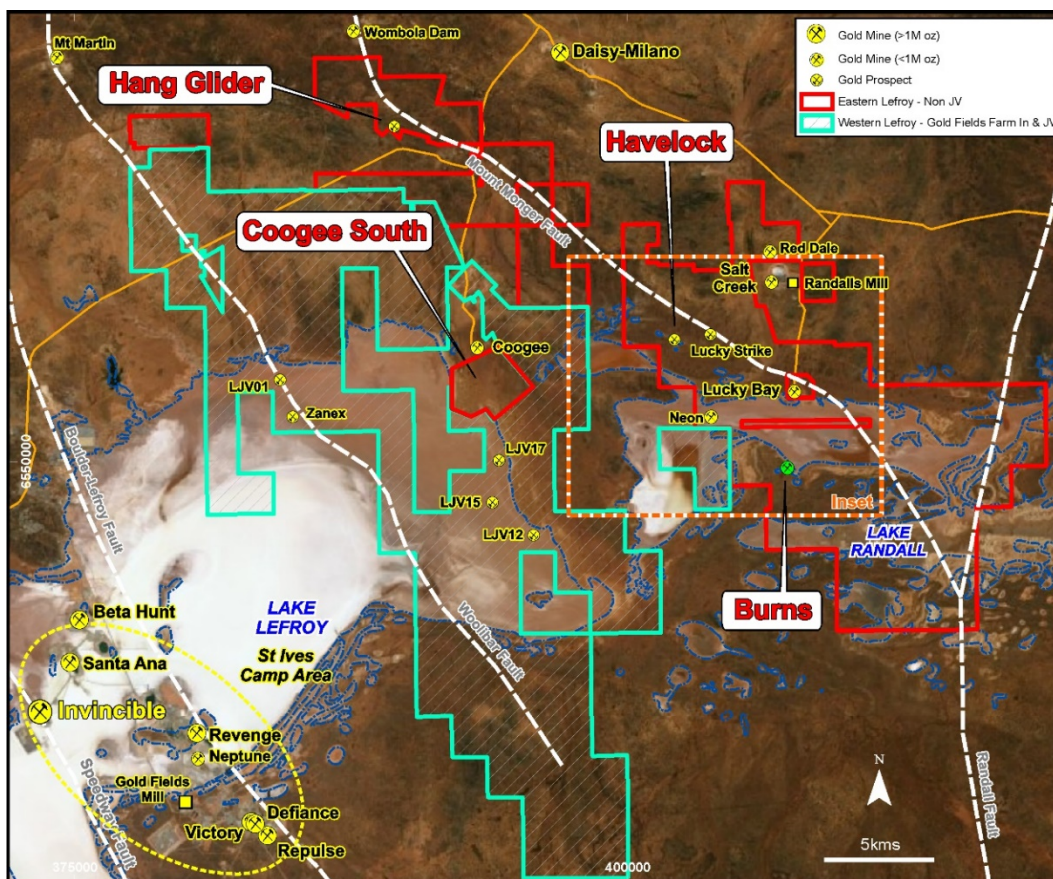 Mt Martin
Wombola Dam
Daisy-Milano
Hang Glider
Gold Mine (>1M oz)
Gold Mine (<1M oz)
Gold Prospect
Eastern Lefroy - Non JV
Western Lefroy - Gold Fields Farm In & JV
Havelock
Mount Monger Fault
Coogee South
Red Dale
Salt
Creek
Randalls Mill
Coogee
Lucky Strike
LJV01
Zanex
Lucky Bay
Neon
6550000
Boulder-Lefroy Fault
LJV17
LJV15
LJV12
Inset
LAKE
RANDALL
Burns
Beta Hunt
LAKE
LEFROY
St Ives
Camp Area
Woolibar Fault
Santa Ana
Invincible
Revenge
Neptune
Gold Fields
Mill
Speedway Fault
Defiance
Victory
Repulse
Randall Fault
N
5kms
375000
400000